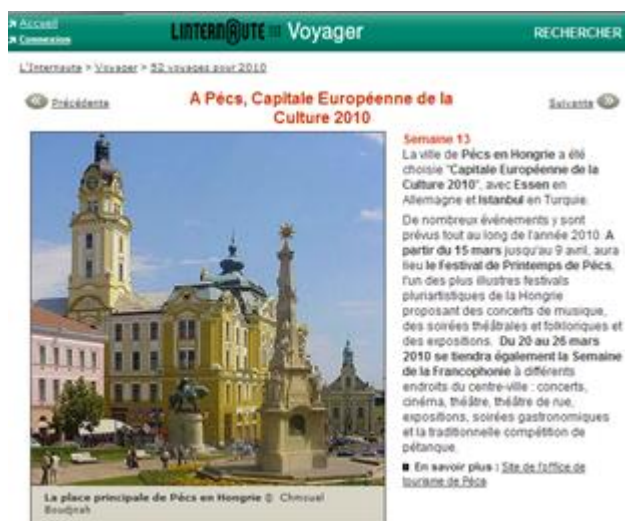 Accueil
Connexion
LINTERN@UTE Voyager
RECHERCHER
L'Internaute > Voyager > 52 voyages pour 2010
Précédente
A Pécs, Capitale Européenne de la
Culture 2010
Suivante
Semaine 13
La ville de Pécs en Hongrie a été
choisie "Capitale Européenne de la
Culture 2010", avec Essen en
Allemagne et Istanbul en Turquie.
De nombreux événements y sont
prévus tout au long de l'année 2010. A
partir du 15 mars jusqu'au 9 avril, aura
lieu le Festival de Printemps de Pécs,
l'un des plus illustres festivals
pluriartistiques de la Hongrie
proposant des concerts de musique,
des soirées théâtrales et folkloriques et
des expositions. Du 20 au 26 mars
2010 se tiendra également la Semaine
de la Francophonie à différents
endroits du centre-ville : concerts,
cinéma, théâtre, théâtre de rue,
expositions, soirées gastronomiques
et la traditionnelle compétition de
pétanque.
En savoir plus : Site de l'office de
tourisme de Pécs
La place principale de Pécs en Hongrie ©